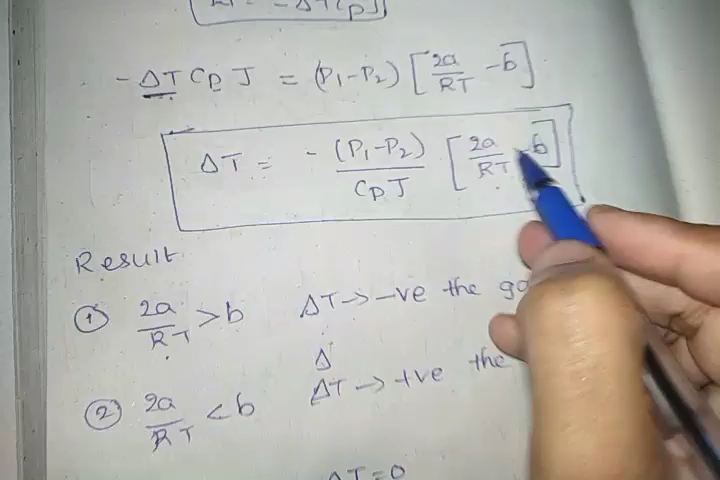 -ΔT Cp J = (P1-P2) [2a/RT - b]
ΔT = - (P1-P2)/CpJ [2a/RT - b]
Result
① 2a/RT > b ΔT → -ve the
Δ
② 2a/RT < b ΔT → +ve the
ΔT = 0